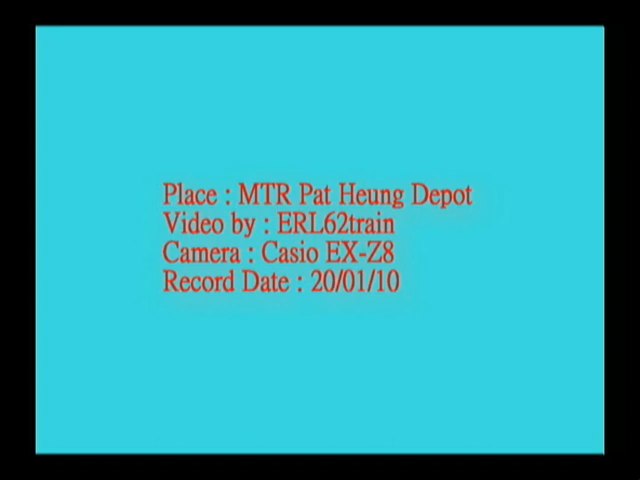 Place : MTR Pat Heung Depot
Video by : ERL62train
Camera : Casio EX-Z8
Record Date : 20/01/10